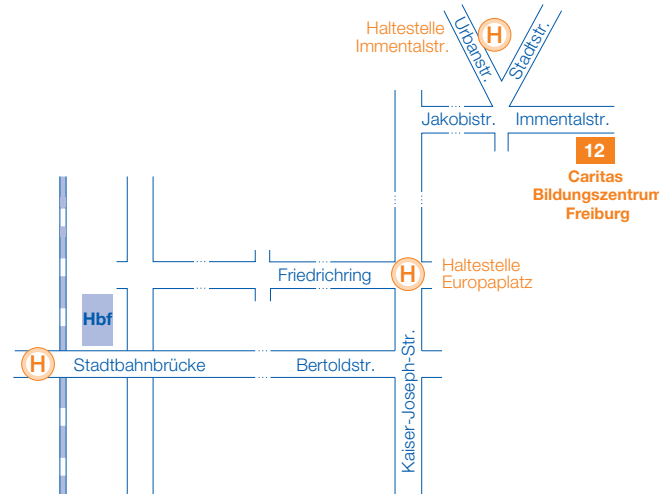 Haltestelle
Immentalstr.
H
Urbanstr.
Stadtstr.
Jakobistr.
Immentalstr.
12
Caritas
Bildungszentrum
Freiburg
Friedrichring
H
Haltestelle
Europaplatz
Hbf
H
Stadtbahnbrücke
Bertoldstr.
Kaiser-Joseph-Str.